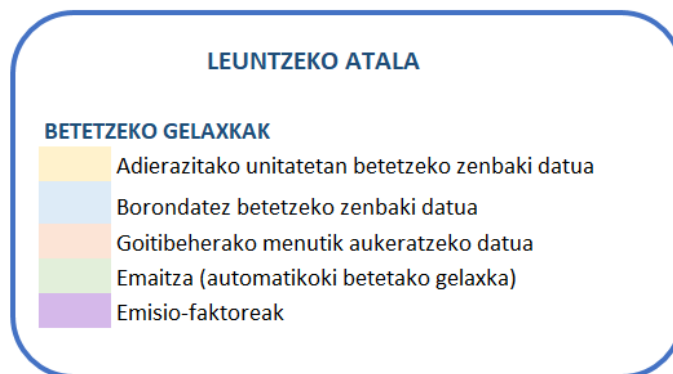 LEUNTZEKO ATALA
BETETZEKO GELAXKAK
Adierazitako unitatetan betetzeko zenbaki datua
Borondatez betetzeko zenbaki datua
Goitibeherako menutik aukeratzeko datua
Emaitza (automatikoki betetako gelaxka)
Emisio-faktoreak